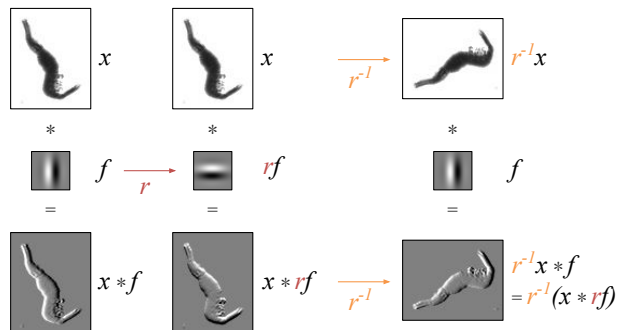 x x r⁻¹ r⁻¹x
* * *
f r rf f
= = =
x * f x * rf r⁻¹ r⁻¹x * f
= r⁻¹(x * rf)